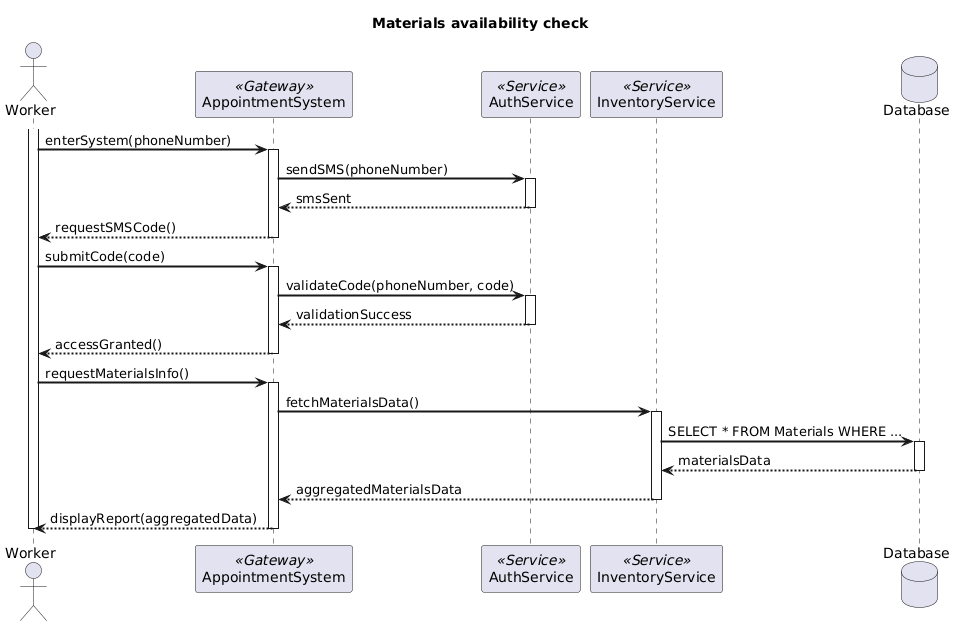 Materials availability check
Worker
«Gateway»
AppointmentSystem
«Service»
AuthService
«Service»
InventoryService
Database
enterSystem(phoneNumber)
sendSMS(phoneNumber)
smsSent
requestSMSCode()
submitCode(code)
validateCode(phoneNumber, code)
validationSuccess
accessGranted()
requestMaterialsInfo()
fetchMaterialsData()
SELECT * FROM Materials WHERE ...
materialsData
aggregatedMaterialsData
displayReport(aggregatedData)
Worker
«Gateway»
AppointmentSystem
«Service»
AuthService
«Service»
InventoryService
Database